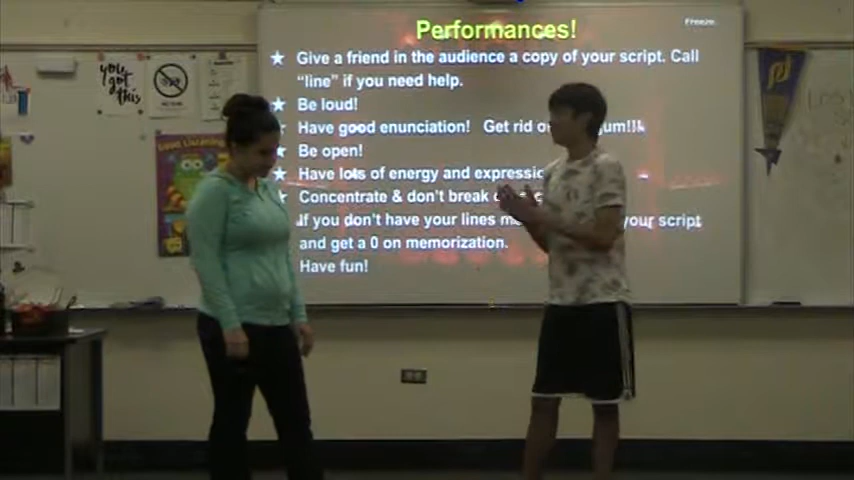 Performances!
Freeze
Give a friend in the audience a copy of your script. Call
"line" if you need help.
Be loud!
Have good enunciation! Get rid um!!
Be open!
Have lots of energy and
Concentrate & don't break
If you don't have your lines your script
and get a 0 on memorization.
Have fun!
you
got
this
Good